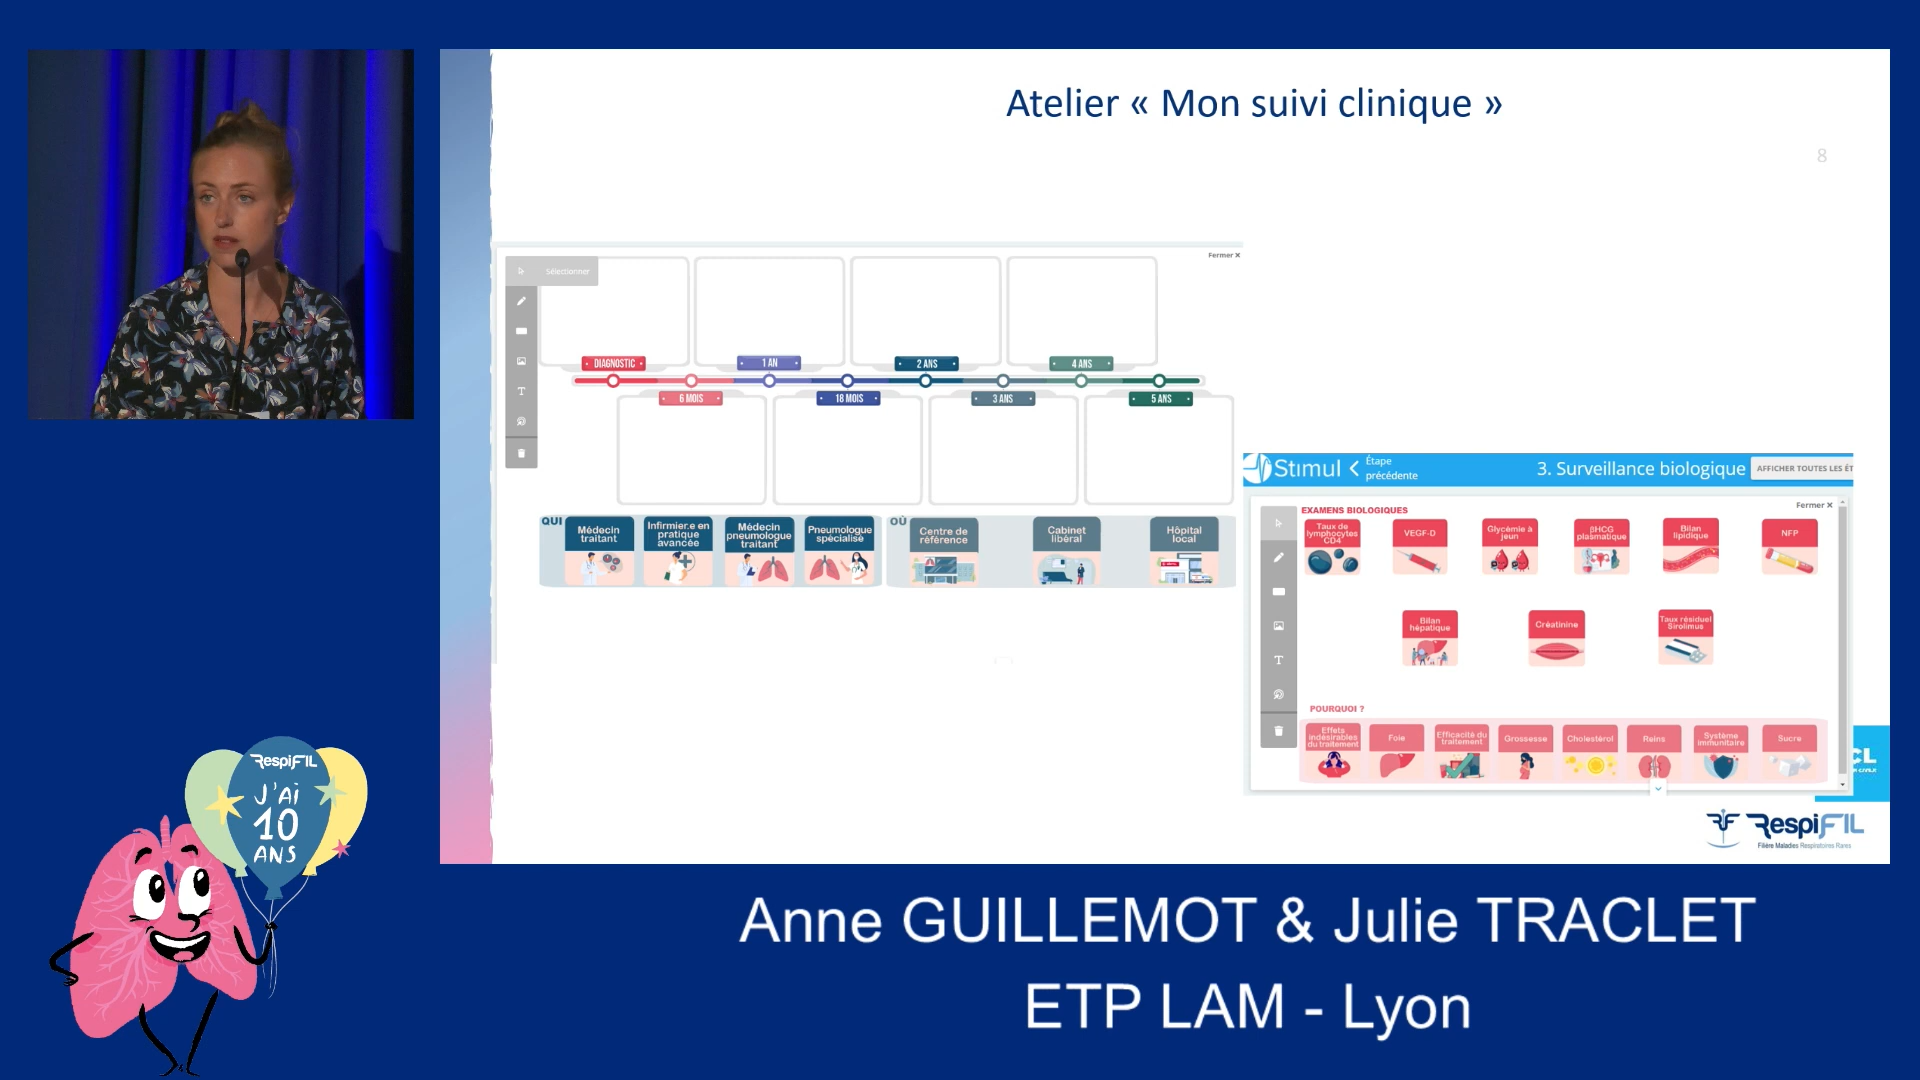 Atelier « Mon suivi clinique »
8
Fermer ✕
Sélectionner
DIAGNOSTIC
1 AN
2 ANS
4 ANS
6 MOIS
18 MOIS
3 ANS
5 ANS
QUI
Médecin
traitant
Infirmier.e en
pratique
avancée
Médecin
pneumologue
traitant
Pneumologue
spécialisé
OÙ
Centre de
référence
Cabinet
libéral
Hôpital
local
Stimul
Étape
précédente
3. Surveillance biologique
AFFICHER TOUTES LES ÉT
Fermer ✕
EXAMENS BIOLOGIQUES
Taux de
lymphocytes
CD4
VEGF-D
Glycémie à
jeun
βHCG
plasmatique
Bilan
lipidique
NFP
Bilan
hépatique
Créatinine
Taux résiduel
Sirolimus
POURQUOI ?
Effets
indésirables
du traitement
Foie
Efficacité du
traitement
Grossesse
Cholestérol
Reins
Système
immunitaire
Sucre
CL
RespiFIL
Filière Maladies Respiratoires Rares
RespiFIL
J'Ai
10
ANS
Anne GUILLEMOT & Julie TRACLET
ETP LAM - Lyon